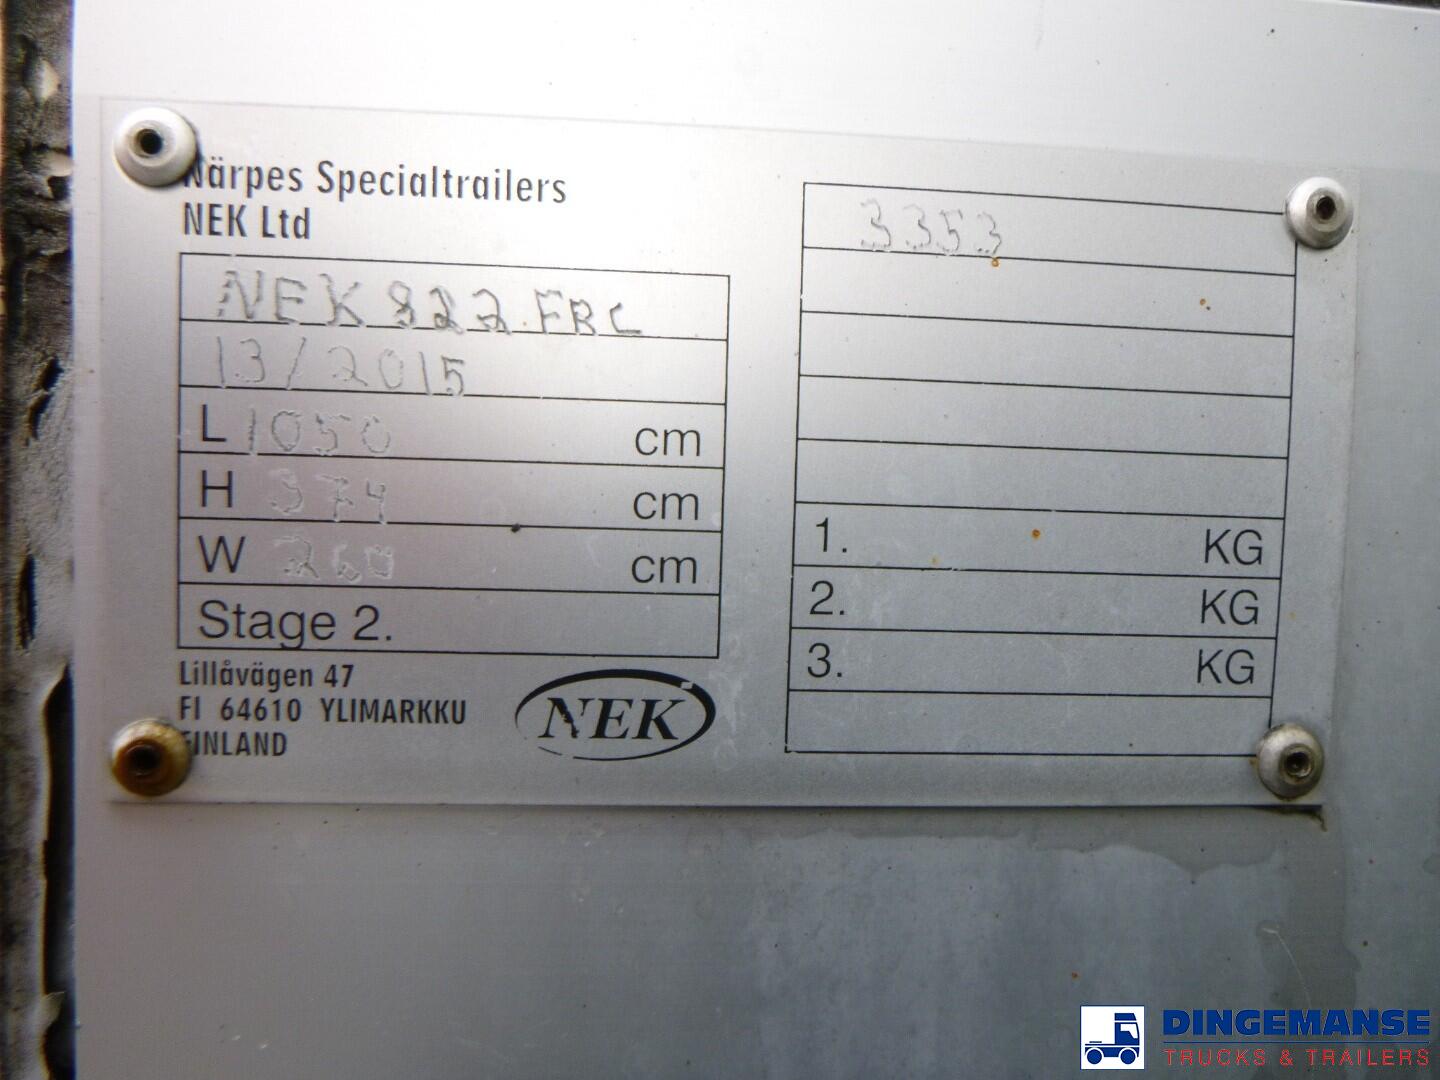 Närpes Specialtrailers
NEK Ltd
NEK 822 FRC
13/2015
L 1050 cm
H 374 cm
W 260 cm
Stage 2.
Lillåvägen 47
FI 64610 YLIMARKKU
FINLAND
NEK
3353
1. KG
2. KG
3. KG
DINGEMANSE
TRUCKS & TRAILERS